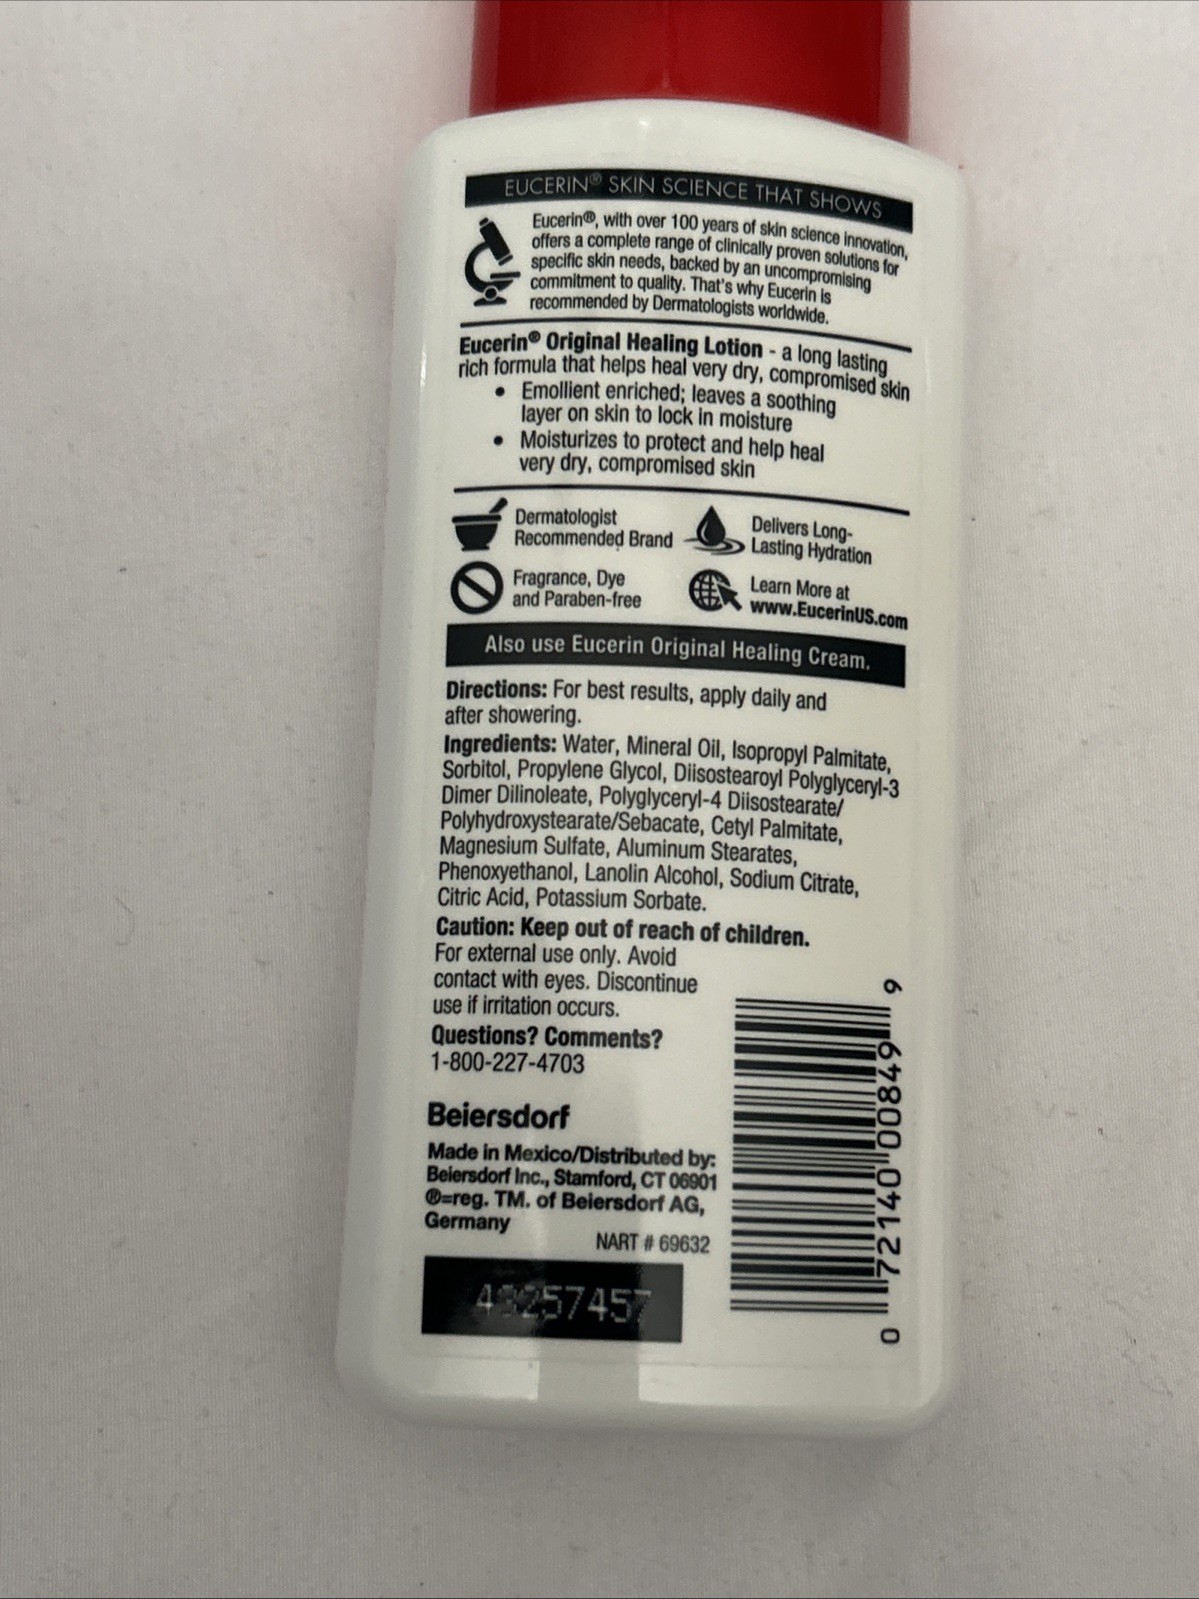 EUCERIN® SKIN SCIENCE THAT SHOWS
Eucerin®, with over 100 years of skin science innovation,
offers a complete range of clinically proven solutions for
specific skin needs, backed by an uncompromising
commitment to quality. That's why Eucerin is
recommended by Dermatologists worldwide.
Eucerin® Original Healing Lotion - a long lasting
rich formula that helps heal very dry, compromised skin
• Emollient enriched; leaves a soothing
layer on skin to lock in moisture
• Moisturizes to protect and help heal
very dry, compromised skin
Dermatologist
Recommended Brand
Delivers Long-
Lasting Hydration
Fragrance, Dye
and Paraben-free
Learn More at
www.EucerinUS.com
Also use Eucerin Original Healing Cream.
Directions: For best results, apply daily and
after showering.
Ingredients: Water, Mineral Oil, Isopropyl Palmitate,
Sorbitol, Propylene Glycol, Diisostearoyl Polyglyceryl-3
Dimer Dilinoleate, Polyglyceryl-4 Diisostearate/
Polyhydroxystearate/Sebacate, Cetyl Palmitate,
Magnesium Sulfate, Aluminum Stearates,
Phenoxyethanol, Lanolin Alcohol, Sodium Citrate,
Citric Acid, Potassium Sorbate.
Caution: Keep out of reach of children.
For external use only. Avoid
contact with eyes. Discontinue
use if irritation occurs.
Questions? Comments?
1-800-227-4703
Beiersdorf
Made in Mexico/Distributed by:
Beiersdorf Inc., Stamford, CT 06901
®=reg. TM. of Beiersdorf AG,
Germany
NART # 69632
0 72140 00849 9